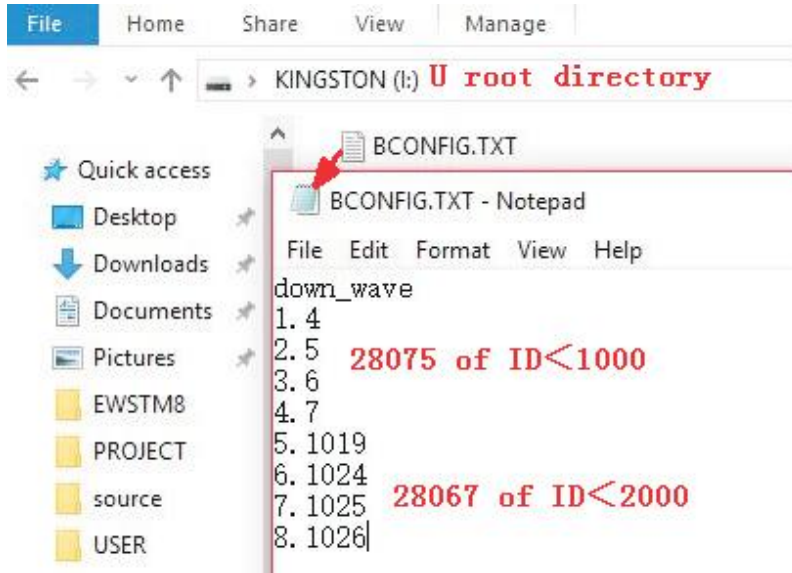 File Home Share View Manage
KINGSTON (I:) U root directory
BCONFIG.TXT
Quick access
Desktop
Downloads
Documents
Pictures
EWSTM8
PROJECT
source
USER
BCONFIG.TXT - Notepad
File Edit Format View Help
down_wave
1.4
2.5
28075 of ID<1000
3.6
4.7
5.1019
6.1024
7.1025
28067 of ID<2000
8.1026